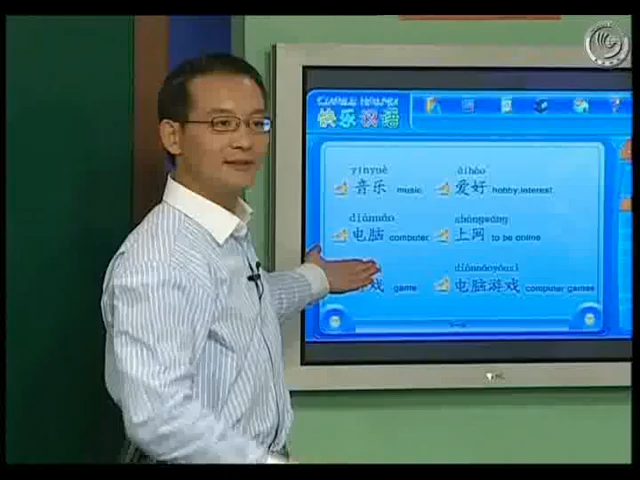 快乐汉语
yīnyuè àihào
音乐 music 爱好 hobby.interest
diànnǎo shàngwǎng
电脑 computer 上网 to be online
diànnǎoyóuxì
戏 game 电脑游戏 computer games